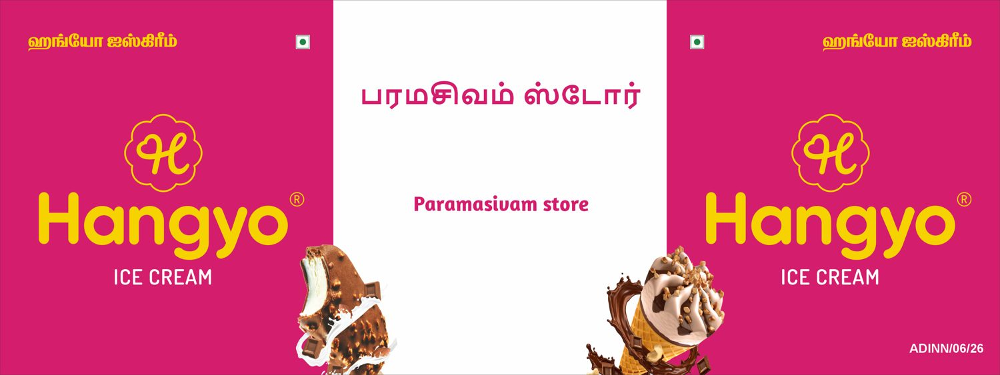 ஹங்யோ ஐஸ்கிரீம்
H
Hangyo®
ICE CREAM
பரமசிவம் ஸ்டோர்
Paramasivam store
ஹங்யோ ஐஸ்கிரீம்
H
Hangyo®
ICE CREAM
ADINN/06/26